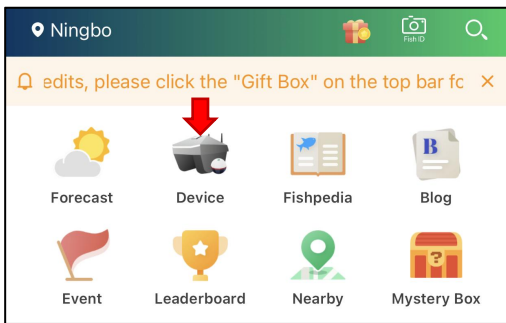 Ningbo
Fish ID
edits, please click the "Gift Box" on the top bar fo
Forecast Device Fishpedia Blog
B
Event Leaderboard Nearby Mystery Box
?